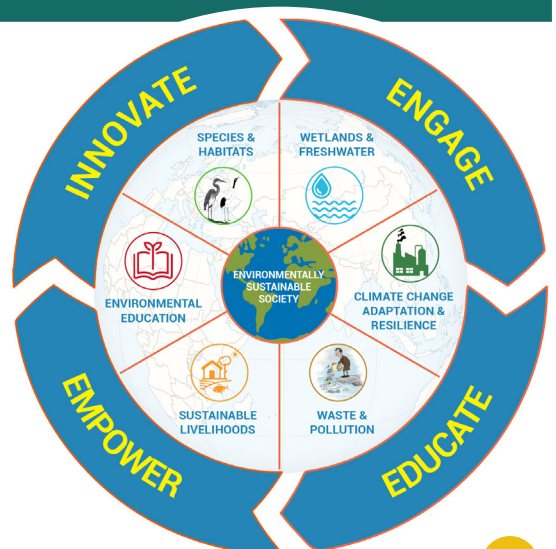 INNOVATE
ENGAGE
SPECIES &
HABITATS
WETLANDS &
FRESHWATER
ENVIRONMENTAL
EDUCATION
ENVIRONMENTALLY
SUSTAINABLE
SOCIETY
CLIMATE CHANGE
ADAPTATION &
RESILIENCE
SUSTAINABLE
LIVELIHOODS
WASTE &
POLLUTION
EMPOWER
EDUCATE